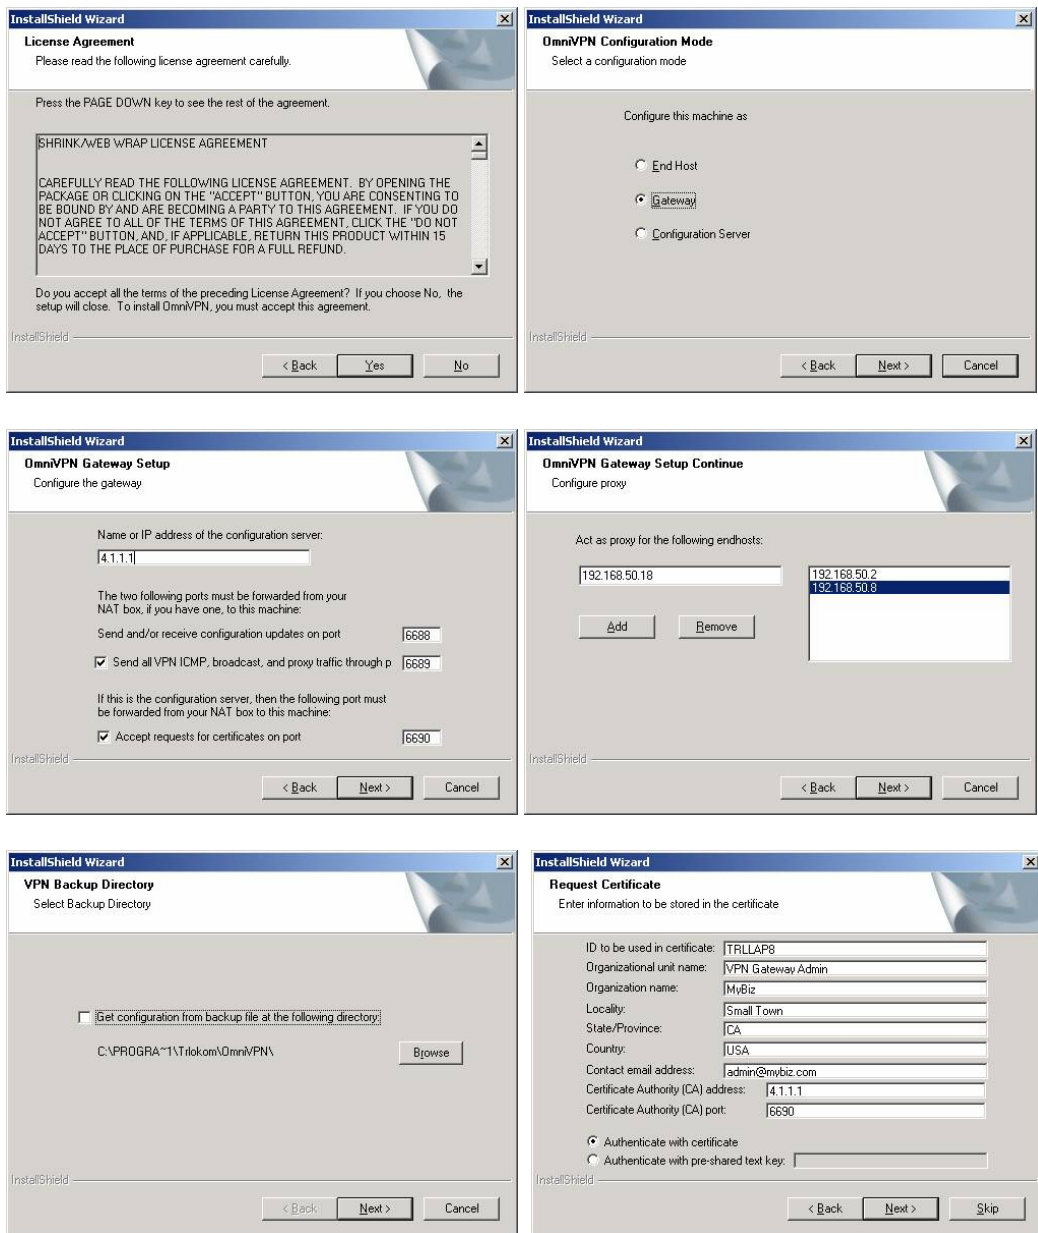 InstallShield Wizard
License Agreement
Please read the following license agreement carefully.
Press the PAGE DOWN key to see the rest of the agreement.
SHRINK/WEB WRAP LICENSE AGREEMENT
CAREFULLY READ THE FOLLOWING LICENSE AGREEMENT. BY OPENING THE
PACKAGE OR CLICKING ON THE "ACCEPT" BUTTON, YOU ARE CONSENTING TO
BE BOUND BY AND ARE BECOMING A PARTY TO THIS AGREEMENT. IF YOU DO
NOT AGREE TO ALL OF THE TERMS OF THIS AGREEMENT, CLICK THE "DO NOT
ACCEPT" BUTTON, AND, IF APPLICABLE, RETURN THIS PRODUCT WITHIN 15
DAYS TO THE PLACE OF PURCHASE FOR A FULL REFUND.
Do you accept all the terms of the preceding License Agreement? If you choose No, the
setup will close. To install OmniVPN, you must accept this agreement.
InstallShield
< Back Yes No
InstallShield Wizard
OmniVPN Configuration Mode
Select a configuration mode
Configure this machine as
End Host
Gateway
Configuration Server
InstallShield
< Back Next > Cancel
InstallShield Wizard
OmniVPN Gateway Setup
Configure the gateway
Name or IP address of the configuration server:
4.1.1.1
The two following ports must be forwarded from your
NAT box, if you have one, to this machine:
Send and/or receive configuration updates on port 6688
Send all VPN ICMP, broadcast, and proxy traffic through p 6689
If this is the configuration server, then the following port must
be forwarded from your NAT box to this machine:
Accept requests for certificates on port 6690
InstallShield
< Back Next > Cancel
InstallShield Wizard
OmniVPN Gateway Setup Continue
Configure proxy
Act as proxy for the following endhosts:
192.168.50.18
192.168.50.2
192.168.50.8
Add Remove
InstallShield
< Back Next > Cancel
InstallShield Wizard
VPN Backup Directory
Select Backup Directory
Get configuration from backup file at the following directory:
C:\PROGRA~1\Trlokom\OmniVPN\ Browse
InstallShield
< Back Next > Cancel
InstallShield Wizard
Request Certificate
Enter information to be stored in the certificate
ID to be used in certificate: TRLLAP8
Organizational unit name: VPN Gateway Admin
Organization name: MyBiz
Locality: Small Town
State/Province: CA
Country: USA
Contact email address: admin@mybiz.com
Certificate Authority (CA) address: 4.1.1.1
Certificate Authority (CA) port: 6690
Authenticate with certificate
Authenticate with pre-shared text key:
InstallShield
< Back Next > Skip